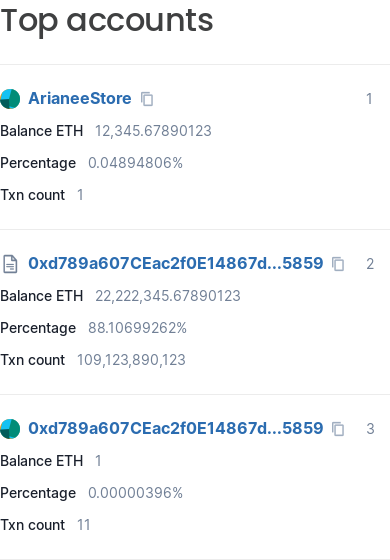 Top accounts
ArianeeStore 1
Balance ETH 12,345.67890123
Percentage 0.04894806%
Txn count 1
0xd789a607CEac2f0E14867d...5859 2
Balance ETH 22,222,345.67890123
Percentage 88.10699262%
Txn count 109,123,890,123
0xd789a607CEac2f0E14867d...5859 3
Balance ETH 1
Percentage 0.00000396%
Txn count 11